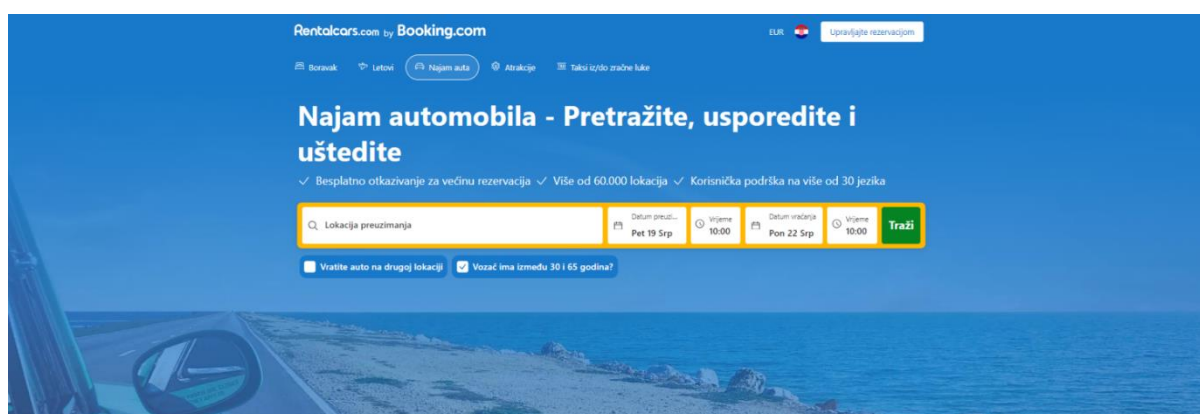 Rentalcars.com by Booking.com
EUR
Upravljajte rezervacijom
Boravak
Letovi
Najam auta
Atrakcije
Taksi iz/do zračne luke
Najam automobila - Pretražite, usporedite i
uštedite
Besplatno otkazivanje za većinu rezervacija
Više od 60.000 lokacija
Korisnička podrška na više od 30 jezika
Lokacija preuzimanja
Datum preuzi...
Pet 19 Srp
Vrijeme
10:00
Datum vraćanja
Pon 22 Srp
Vrijeme
10:00
Traži
Vratite auto na drugoj lokaciji
Vozač ima između 30 i 65 godina?